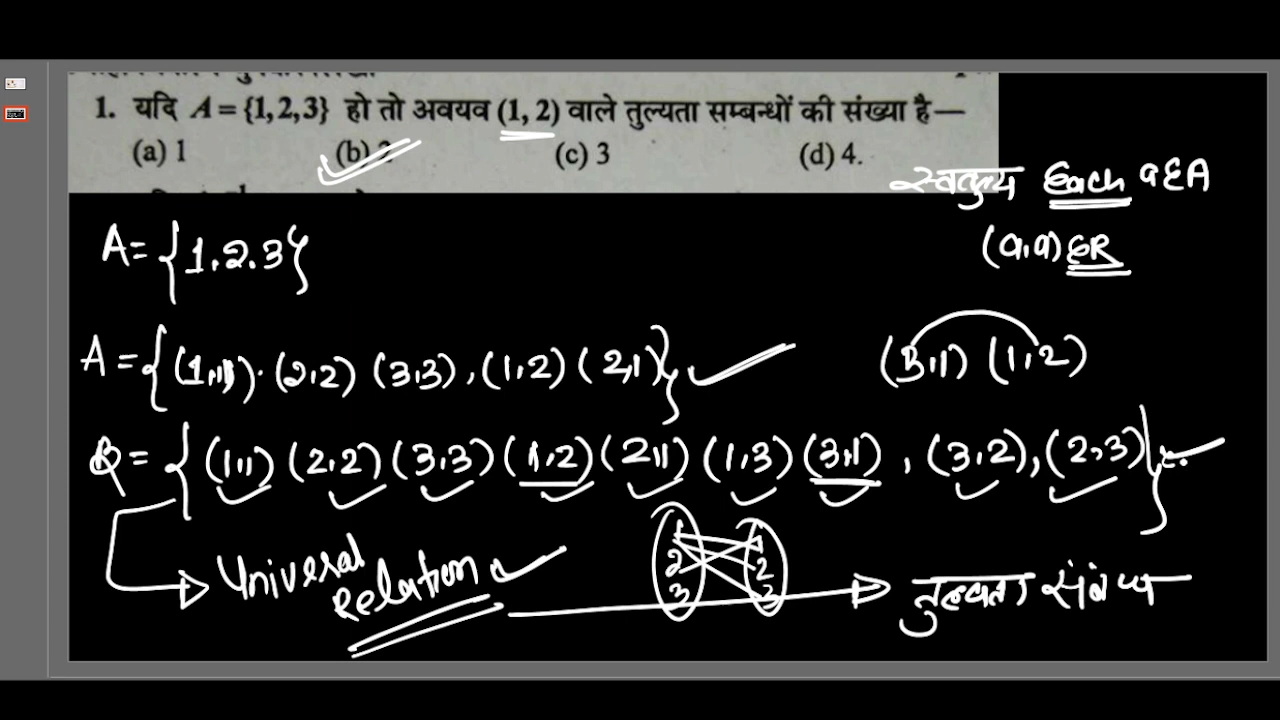 1. यदि A = {1, 2, 3} हो तो अवयव (1, 2) वाले तुल्यता सम्बन्धों की संख्या है—
(a) 1 (b) 2 (c) 3 (d) 4.
स्वतुल्य Each a ∈ A
(a, a) ∈ R
A = {1, 2, 3}
A = {(1,1), (2,2) (3,3), (1,2) (2,1)}
(3,1) (1,2)
R = {(1,1) (2,2) (3,3) (1,2) (2,1) (1,3) (3,1), (3,2), (2,3)}
1 1
2 2
3 3
Univeral
Relation
तुल्यता संबंध